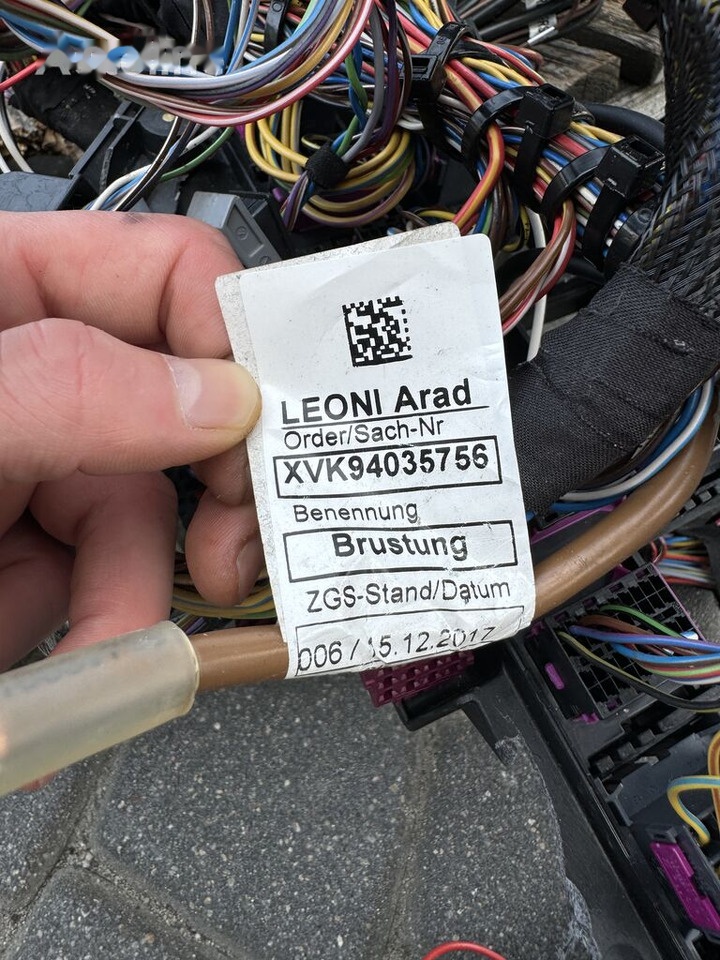 LEONI Arad
Order/Sach-Nr
XVK94035756
Benennung
Brustung
ZGS-Stand/Datum
006 / 15.12.2017